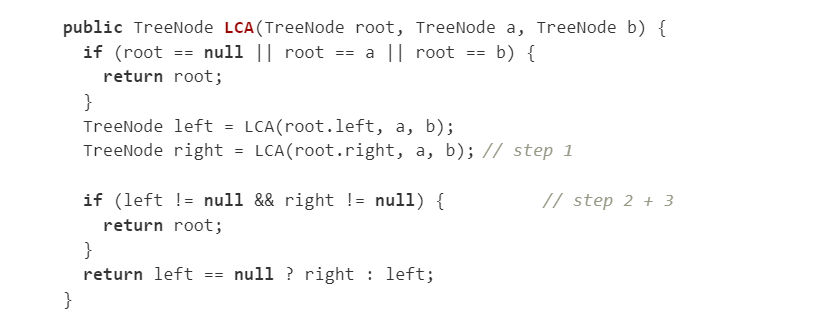 public TreeNode LCA(TreeNode root, TreeNode a, TreeNode b) {
if (root == null || root == a || root == b) {
return root;
}
TreeNode left = LCA(root.left, a, b);
TreeNode right = LCA(root.right, a, b); // step 1
if (left != null && right != null) { // step 2 + 3
return root;
}
return left == null ? right : left;
}